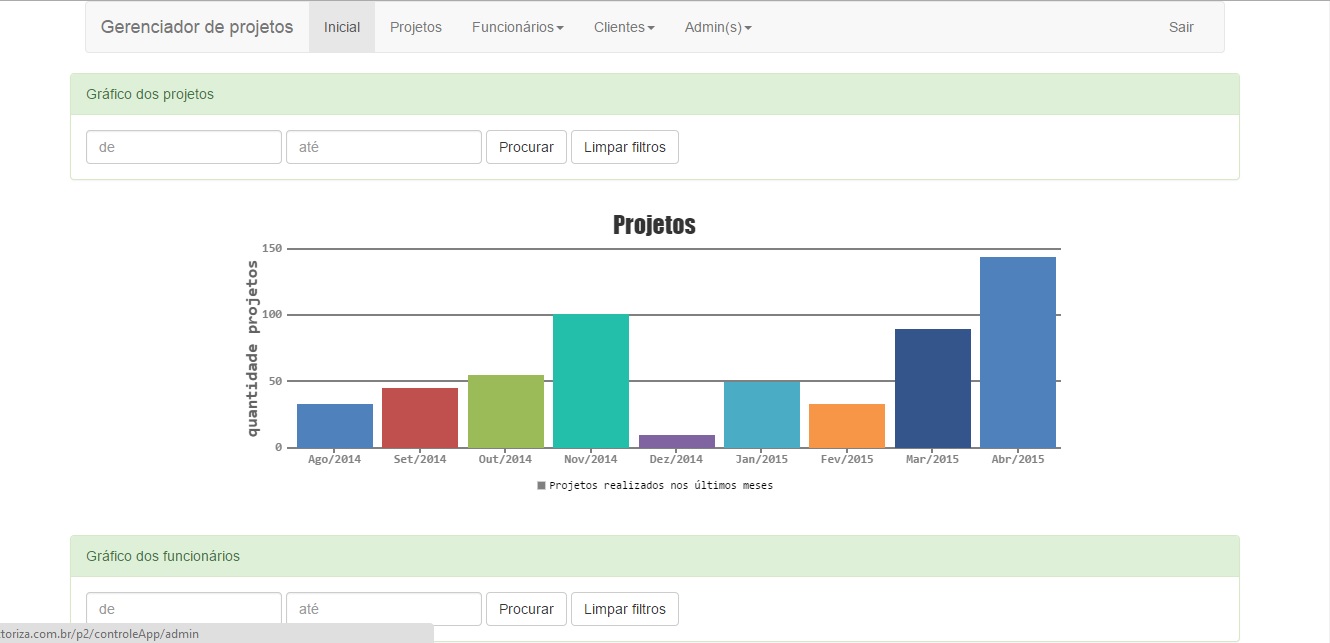 Gerenciador de projetos Inicial Projetos Funcionários Clientes Admin(s) Sair
Gráfico dos projetos
de até Procurar Limpar filtros
Projetos
quantidade projetos
150
100
50
0
Ago/2014 Set/2014 Out/2014 Nov/2014 Dez/2014 Jan/2015 Fev/2015 Mar/2015 Abr/2015
Projetos realizados nos últimos meses
Gráfico dos funcionários
de até Procurar Limpar filtros
toriza.com.br/p2/controleApp/admin